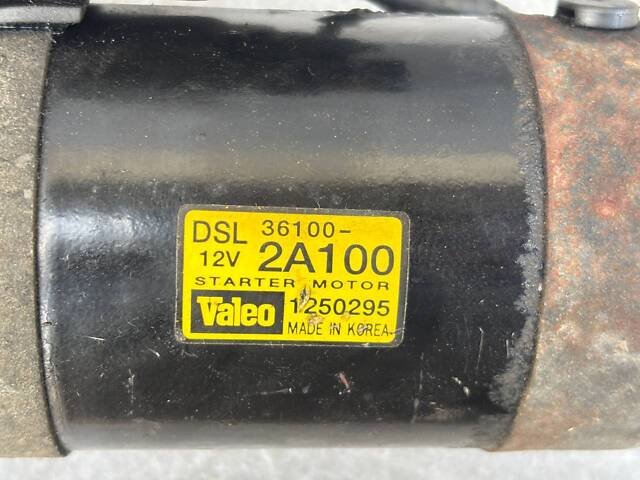 DSL 36100-
12V 2A100
STARTER MOTOR
Valeo 1250295
MADE IN KOREA